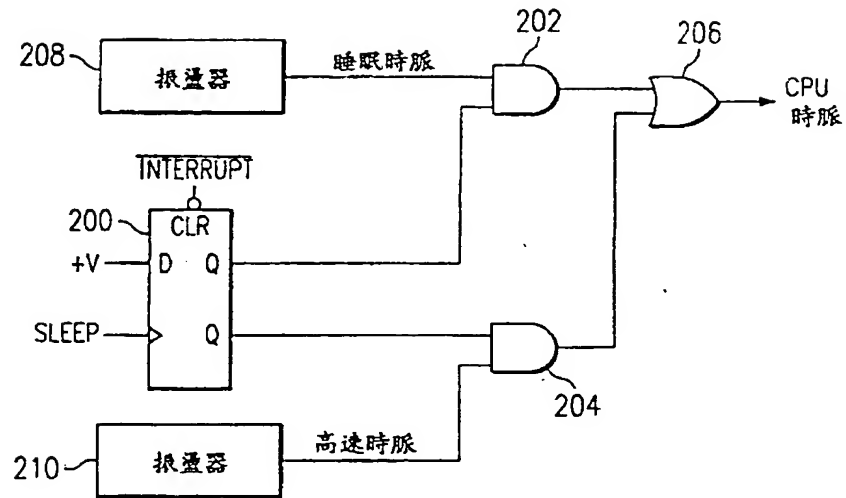 202
206
208
振盪器
睡眠時脈
CPU
時脈
INTERRUPT
200
CLR
+V
D
Q
SLEEP
Q
204
210
振盪器
高速時脈